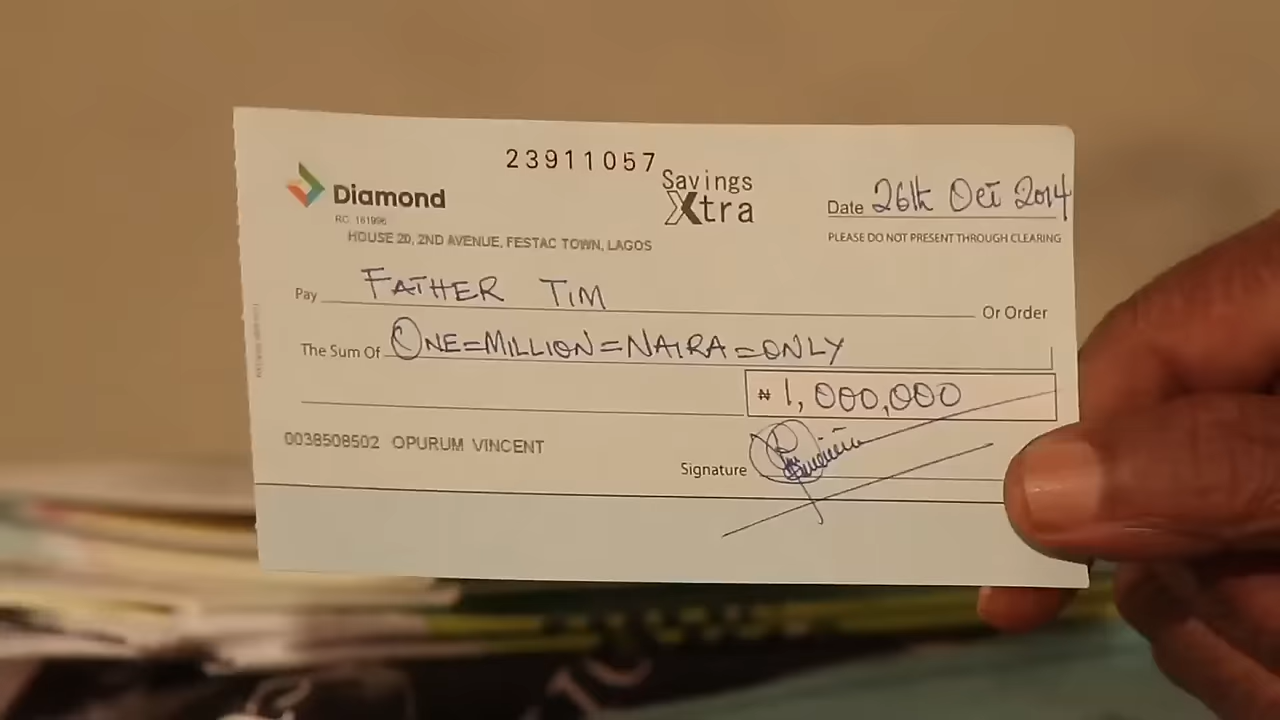 23911057
Savings
Xtra
Diamond
RC. 161996
HOUSE 20, 2ND AVENUE, FESTAC TOWN, LAGOS
Date 26th Oct 2014
PLEASE DO NOT PRESENT THROUGH CLEARING
Pay FATHER TIM Or Order
The Sum Of ONE=MILLION=NAIRA=ONLY
₦ 1,000,000
0038508502 OPURUM VINCENT
Signature